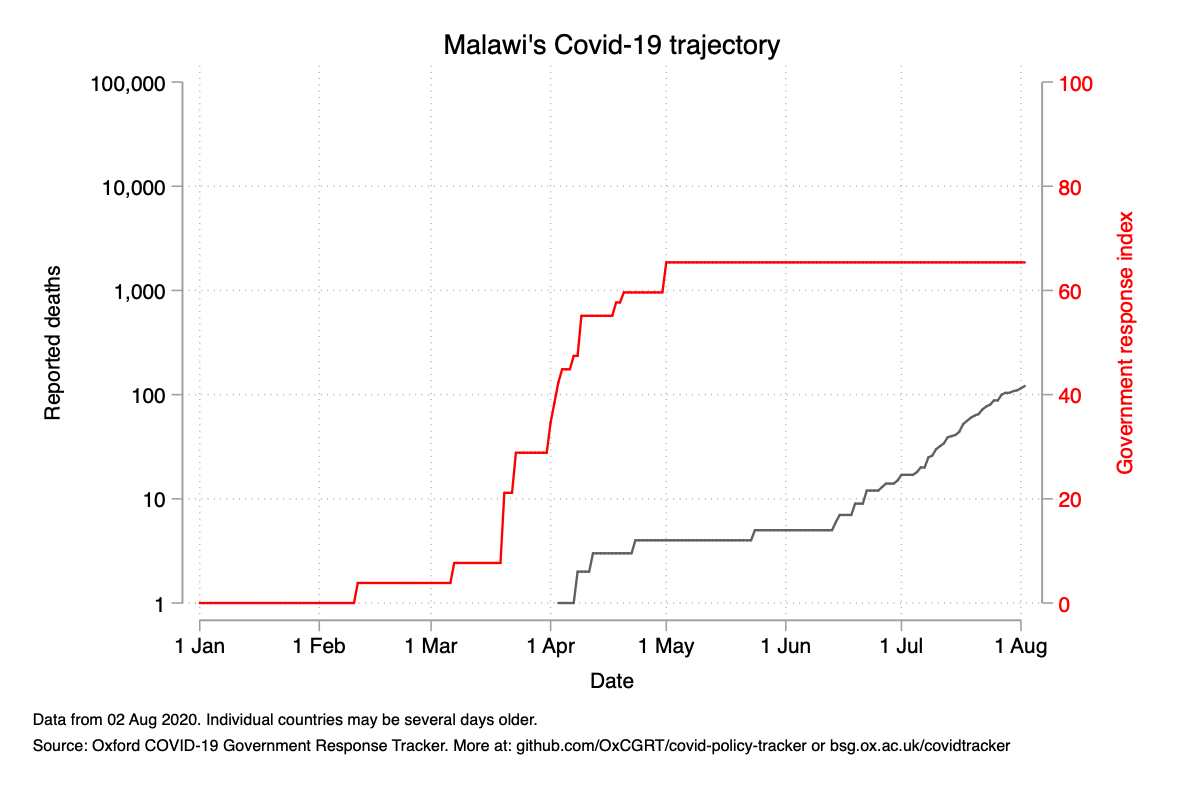 Malawi's Covid-19 trajectory
100,000
10,000
1,000
100
10
1
Reported deaths
100
80
60
40
20
0
Government response index
1 Jan 1 Feb 1 Mar 1 Apr 1 May 1 Jun 1 Jul 1 Aug
Date
Data from 02 Aug 2020. Individual countries may be several days older.
Source: Oxford COVID-19 Government Response Tracker. More at: github.com/OxCGRT/covid-policy-tracker or bsg.ox.ac.uk/covidtracker